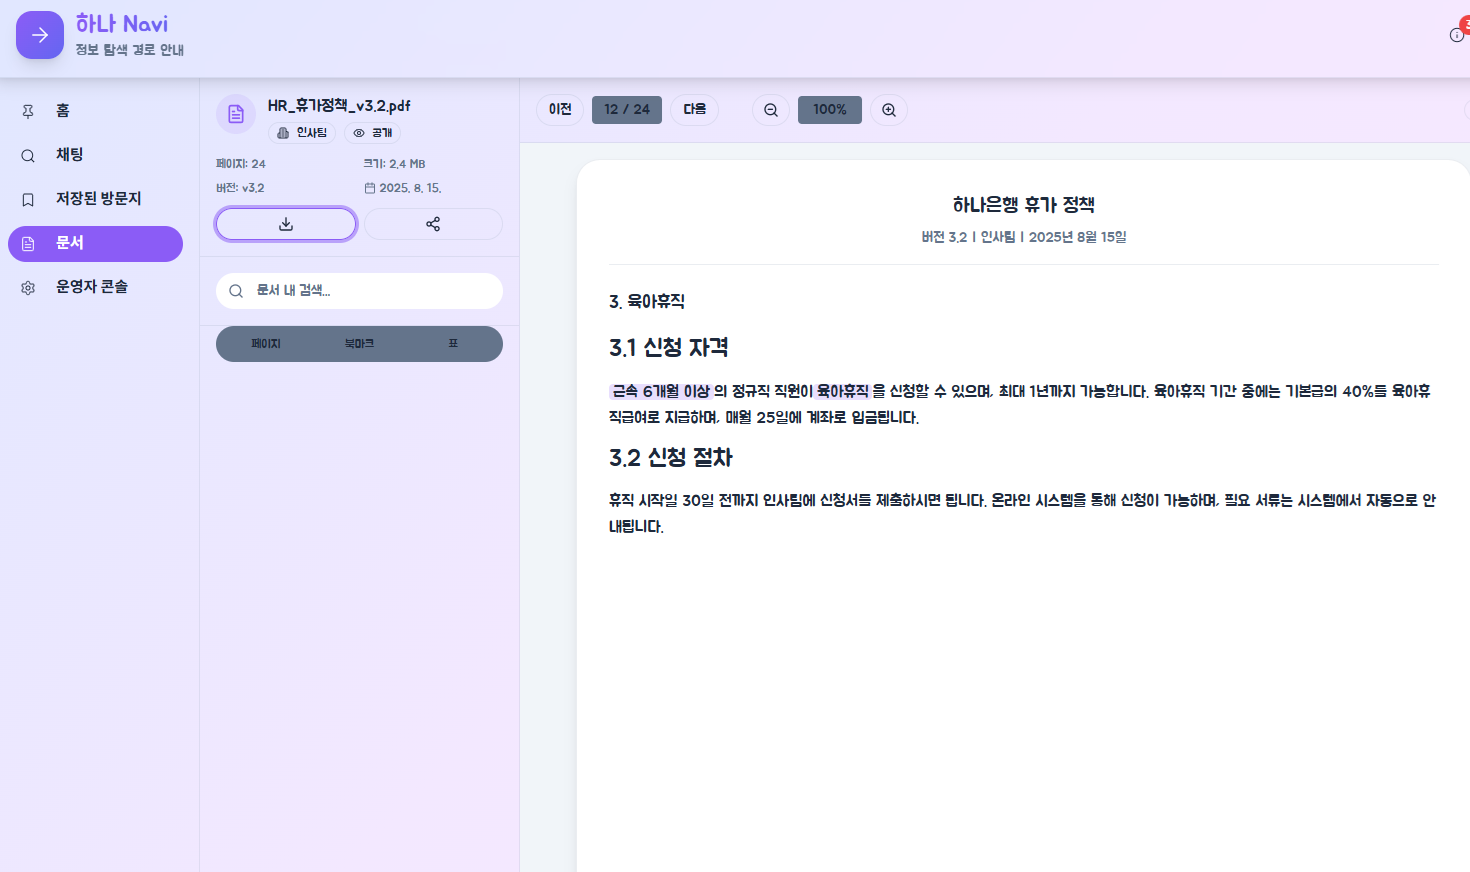 하나 Navi
정보 탐색 경로 안내
홈
채팅
저장된 방문지
문서
운영자 콘솔
HR_휴가정책_v3.2.pdf
인사팀 공개
페이지: 24 크기: 2.4 MB
버전: v3.2 2025. 8. 15.
문서 내 검색...
페이지 북마크 표
이전 12 / 24 다음 100%
하나은행 휴가 정책
버전 3.2 | 인사팀 | 2025년 8월 15일
3. 육아휴직
3.1 신청 자격
근속 6개월 이상의 정규직 직원이 육아휴직을 신청할 수 있으며, 최대 1년까지 가능합니다. 육아휴직 기간 중에는 기본급의 40%를 육아휴
직급여로 지급하며, 매월 25일에 계좌로 입금됩니다.
3.2 신청 절차
휴직 시작일 30일 전까지 인사팀에 신청서를 제출하시면 됩니다. 온라인 시스템을 통해 신청이 가능하며, 필요 서류는 시스템에서 자동으로 안
내됩니다.